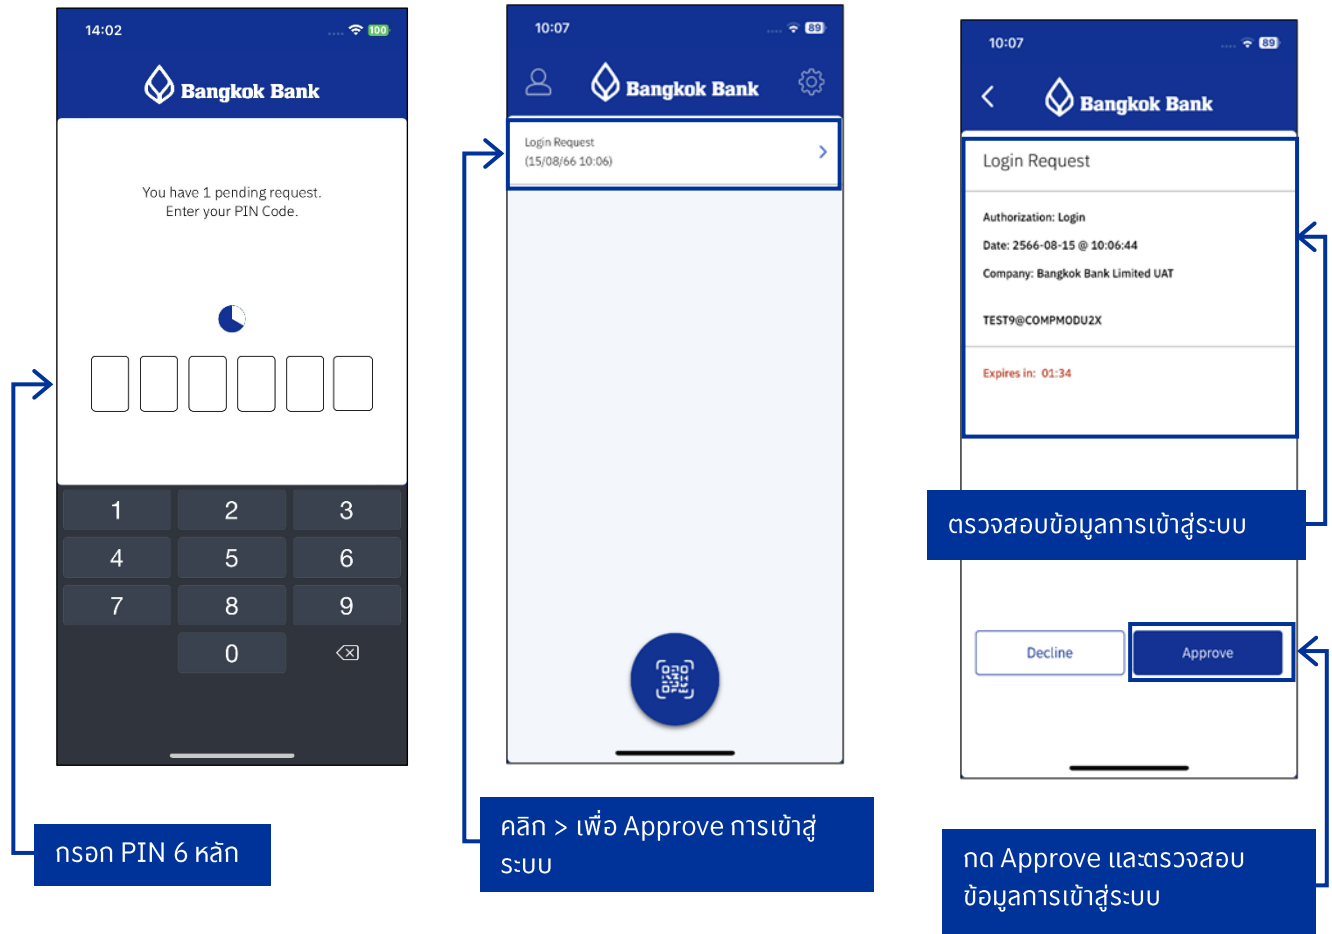 14:02
100
Bangkok Bank
You have 1 pending request.
Enter your PIN Code.
1 2 3
4 5 6
7 8 9
0
กรอก PIN 6 หลัก
10:07
89
Bangkok Bank
Login Request
(15/08/66 10:06)
คลิก > เพื่อ Approve การเข้าสู่
ระบบ
10:07
89
Bangkok Bank
Login Request
Authorization: Login
Date: 2566-08-15 @ 10:06:44
Company: Bangkok Bank Limited UAT
TEST9@COMPMODU2X
Expires in: 01:34
ตรวจสอบข้อมูลการเข้าสู่ระบบ
Decline Approve
กด Approve และตรวจสอบ
ข้อมูลการเข้าสู่ระบบ